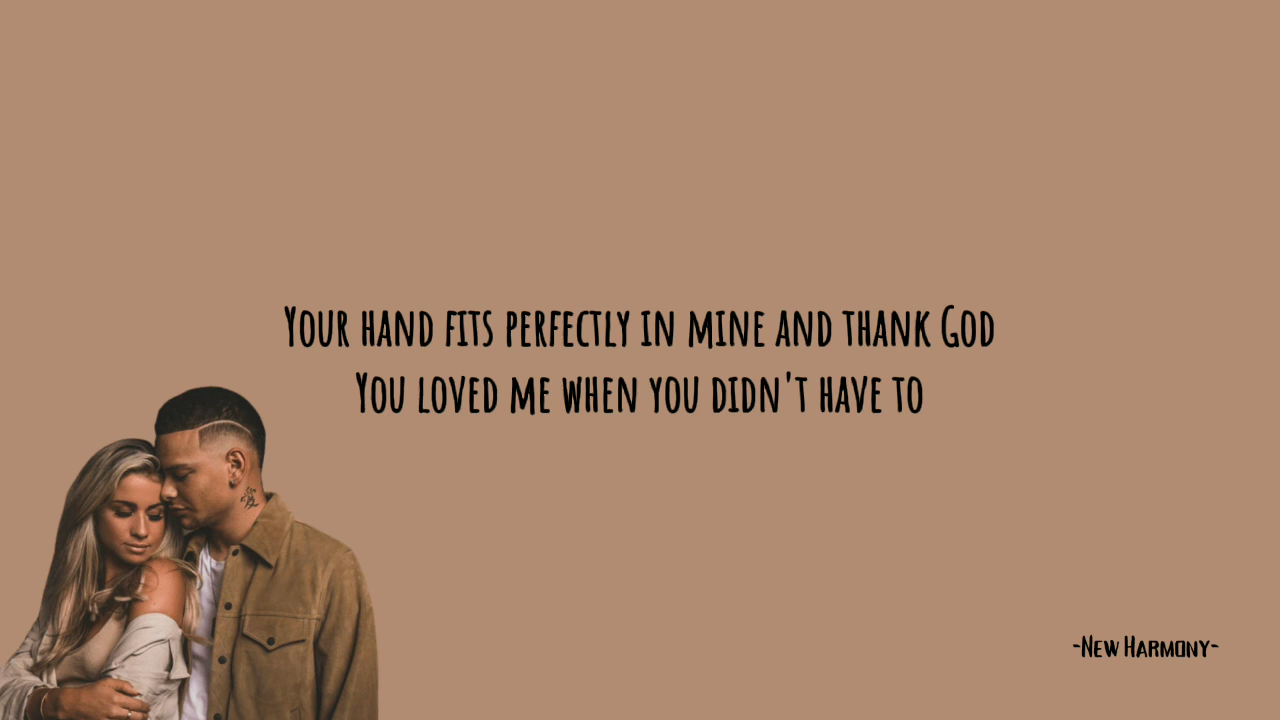 Your hand fits perfectly in mine and thank God
You loved me when you didn't have to
-New Harmony-